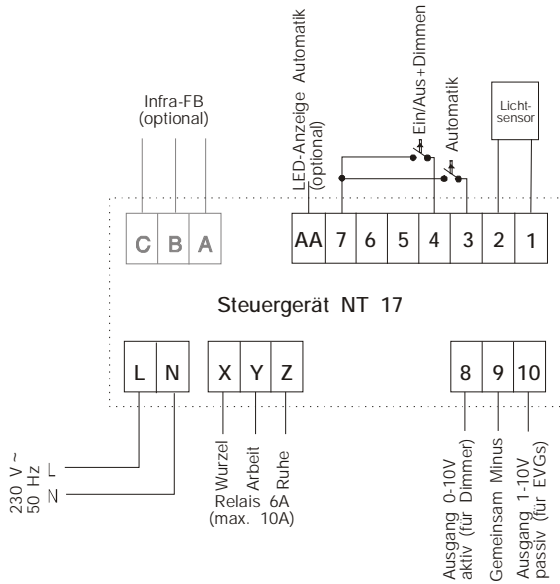 Infra-FB
(optional)
LED-Anzeige Automatik
(optional)
Ein/Aus+Dimmen
Automatik
Licht-
sensor
C B A
AA 7 6 5 4 3 2 1
Steuergerät NT 17
L N
X Y Z
8 9 10
230 V ~
50 Hz
L
N
Wurzel
Arbeit
Ruhe
Relais 6A
(max. 10A)
Ausgang 0-10V
aktiv (für Dimmer)
Gemeinsam Minus
Ausgang 1-10V
passiv (für EVGs)